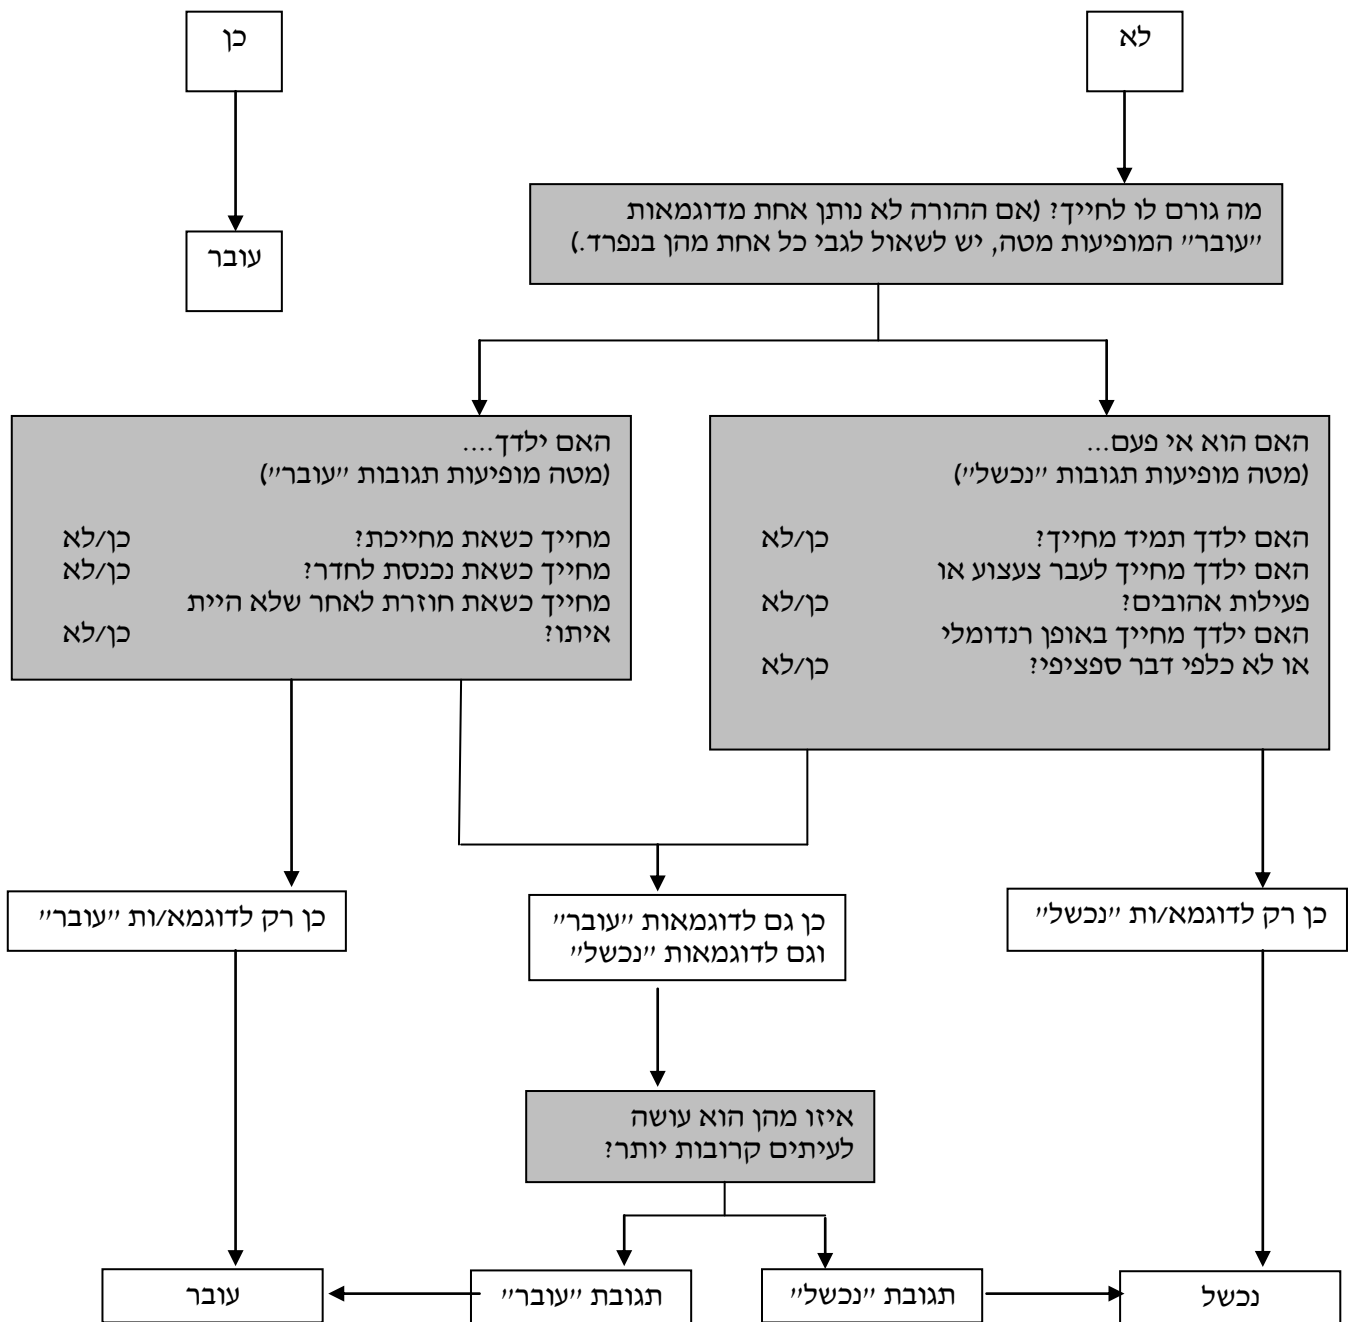 לא
כן
מה גורם לו לחייך? (אם ההורה לא נותן אחת מדוגמאות
"עובר" המופיעות מטה, יש לשאול לגבי כל אחת מהן בנפרד.)
עובר
האם הוא אי פעם...
(מטה מופיעות תגובות "נכשל")
האם ילדך תמיד מחייך? כן/לא
האם ילדך מחייך לעבר צעצוע או
פעילות אהובים? כן/לא
האם ילדך מחייך באופן רנדומלי
או לא כלפי דבר ספציפי? כן/לא
האם ילדך....
(מטה מופיעות תגובות "עובר")
מחייך כשאת מחייכת? כן/לא
מחייך כשאת נכנסת לחדר? כן/לא
מחייך כשאת חוזרת לאחר שלא היית
איתו? כן/לא
כן רק לדוגמא/ות "נכשל"
כן גם לדוגמאות "עובר"
וגם לדוגמאות "נכשל"
כן רק לדוגמא/ות "עובר"
איזו מהן הוא עושה
לעיתים קרובות יותר?
נכשל
תגובת "נכשל"
תגובת "עובר"
עובר